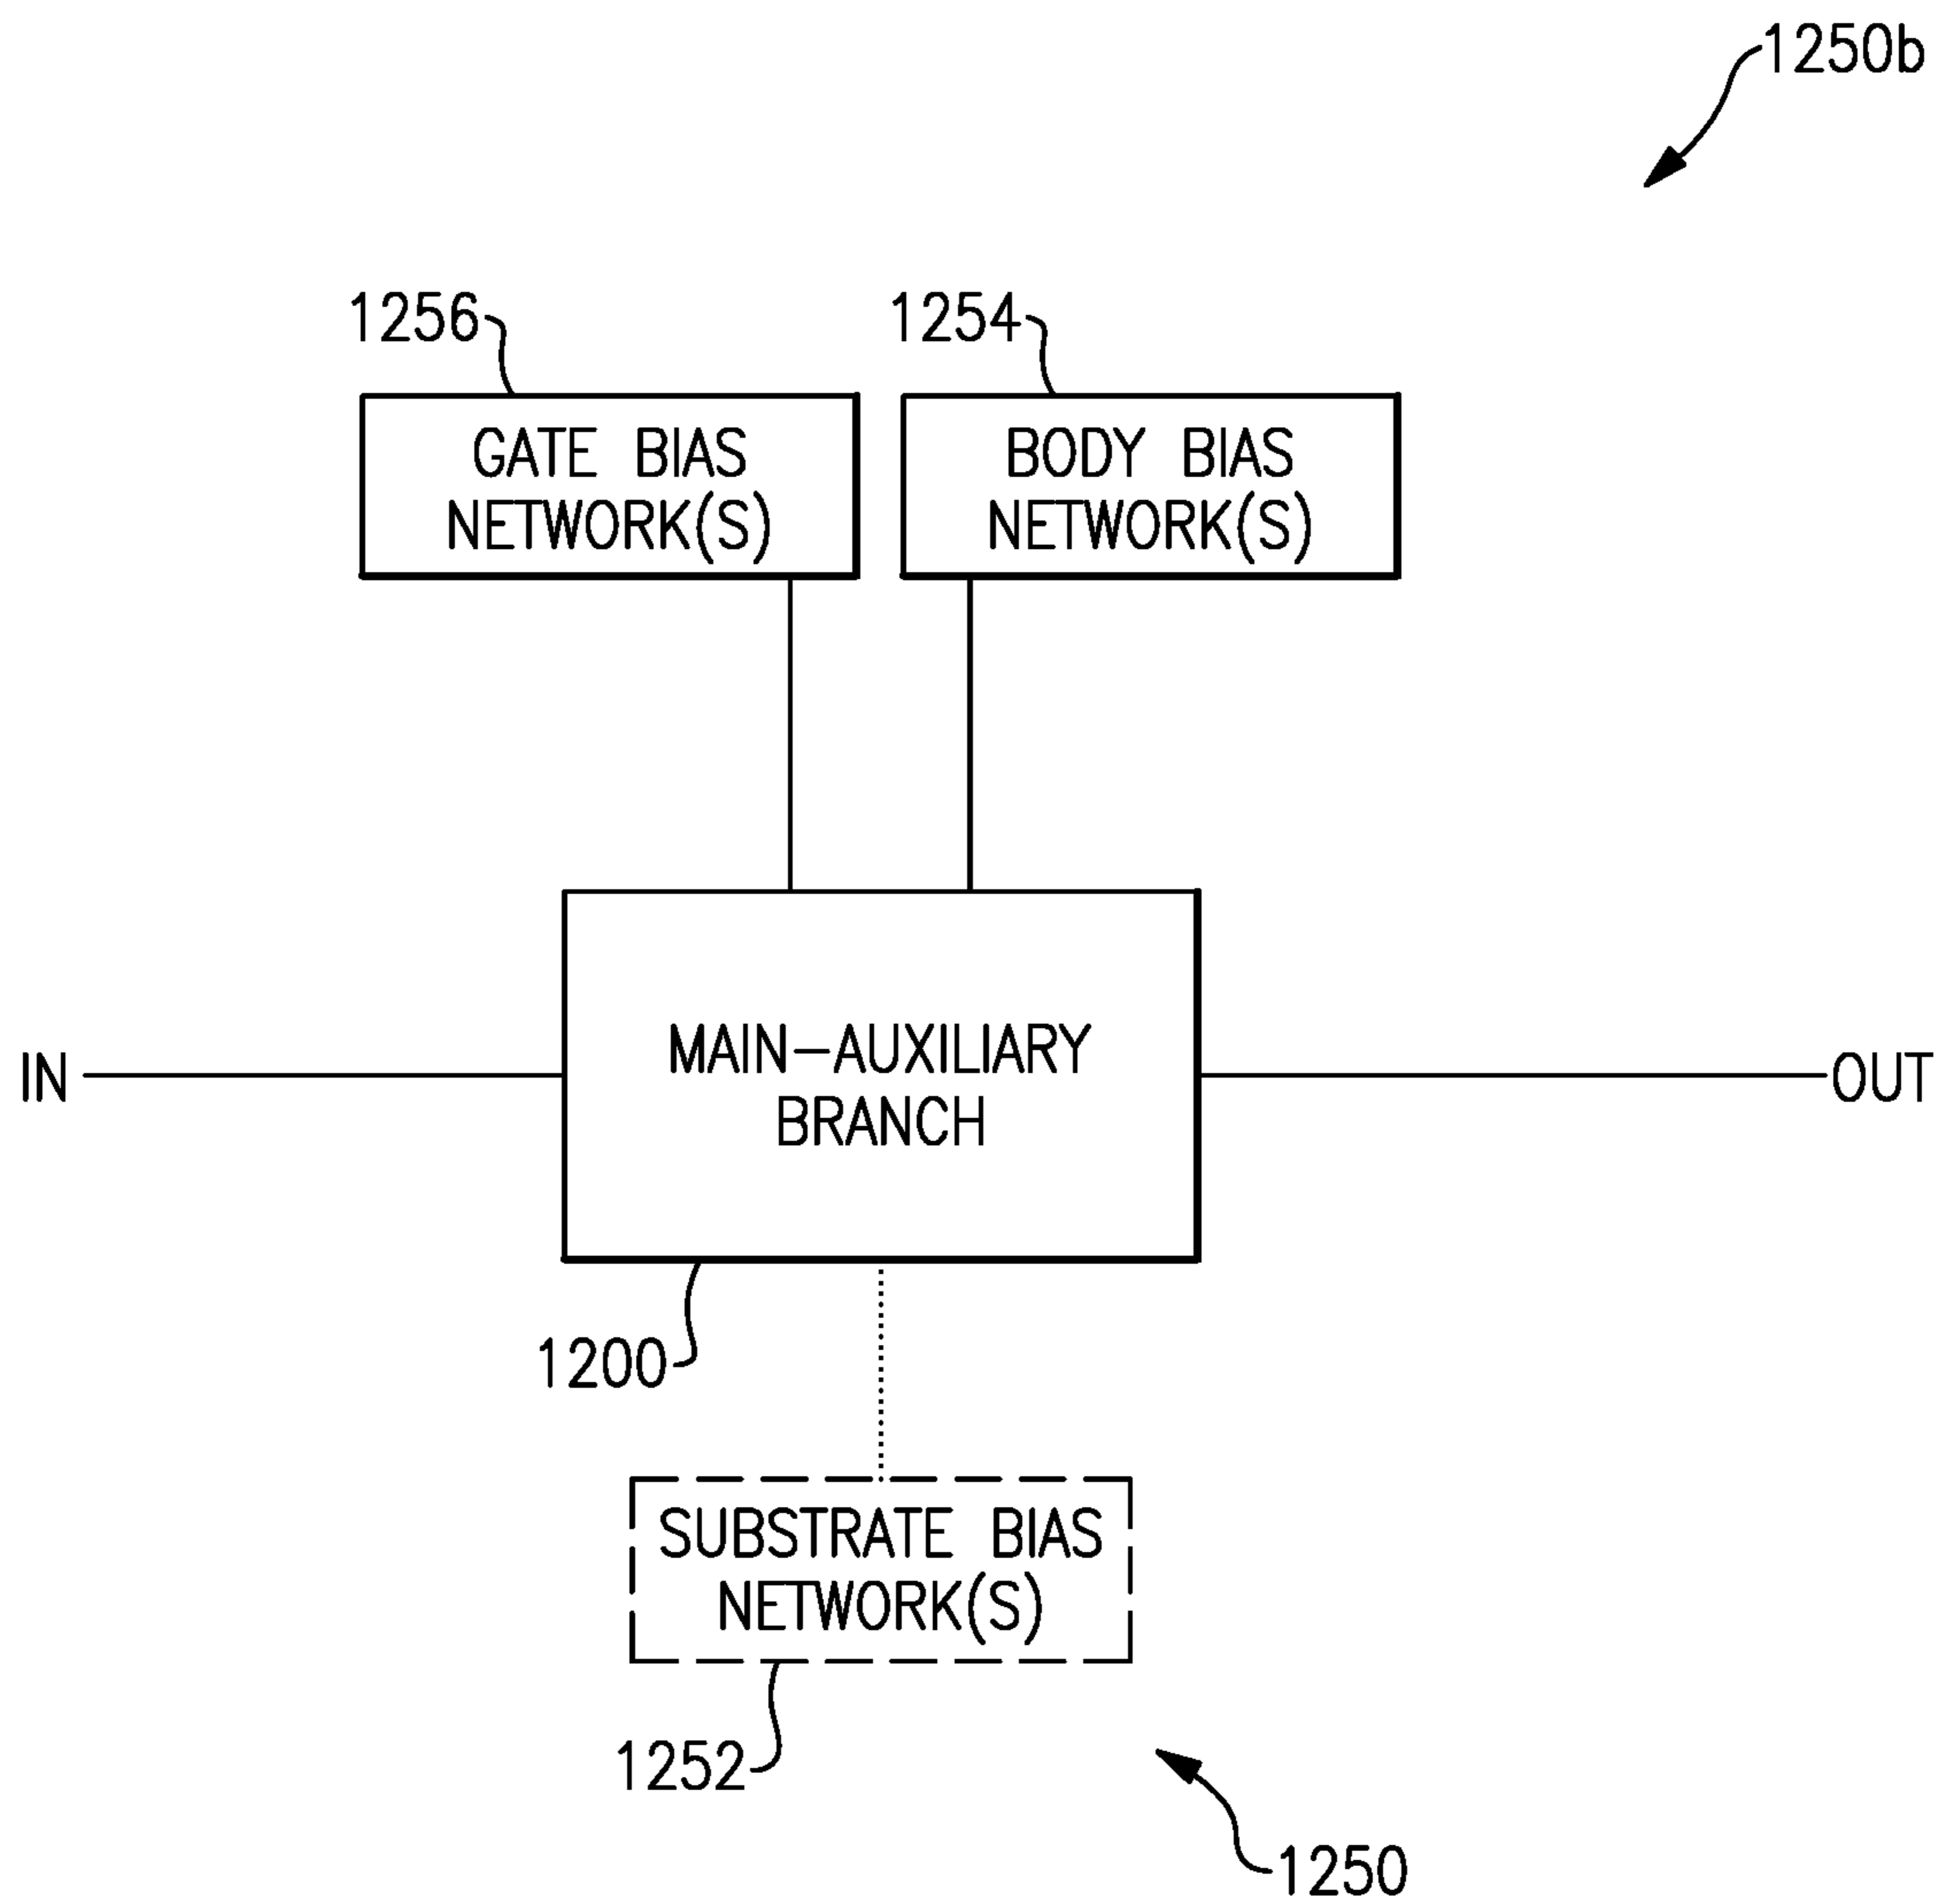 1250b
1256
1254
GATE BIAS
NETWORK(S)
BODY BIAS
NETWORK(S)
MAIN-AUXILIARY
BRANCH
IN
OUT
1200
SUBSTRATE BIAS
NETWORK(S)
1252
1250